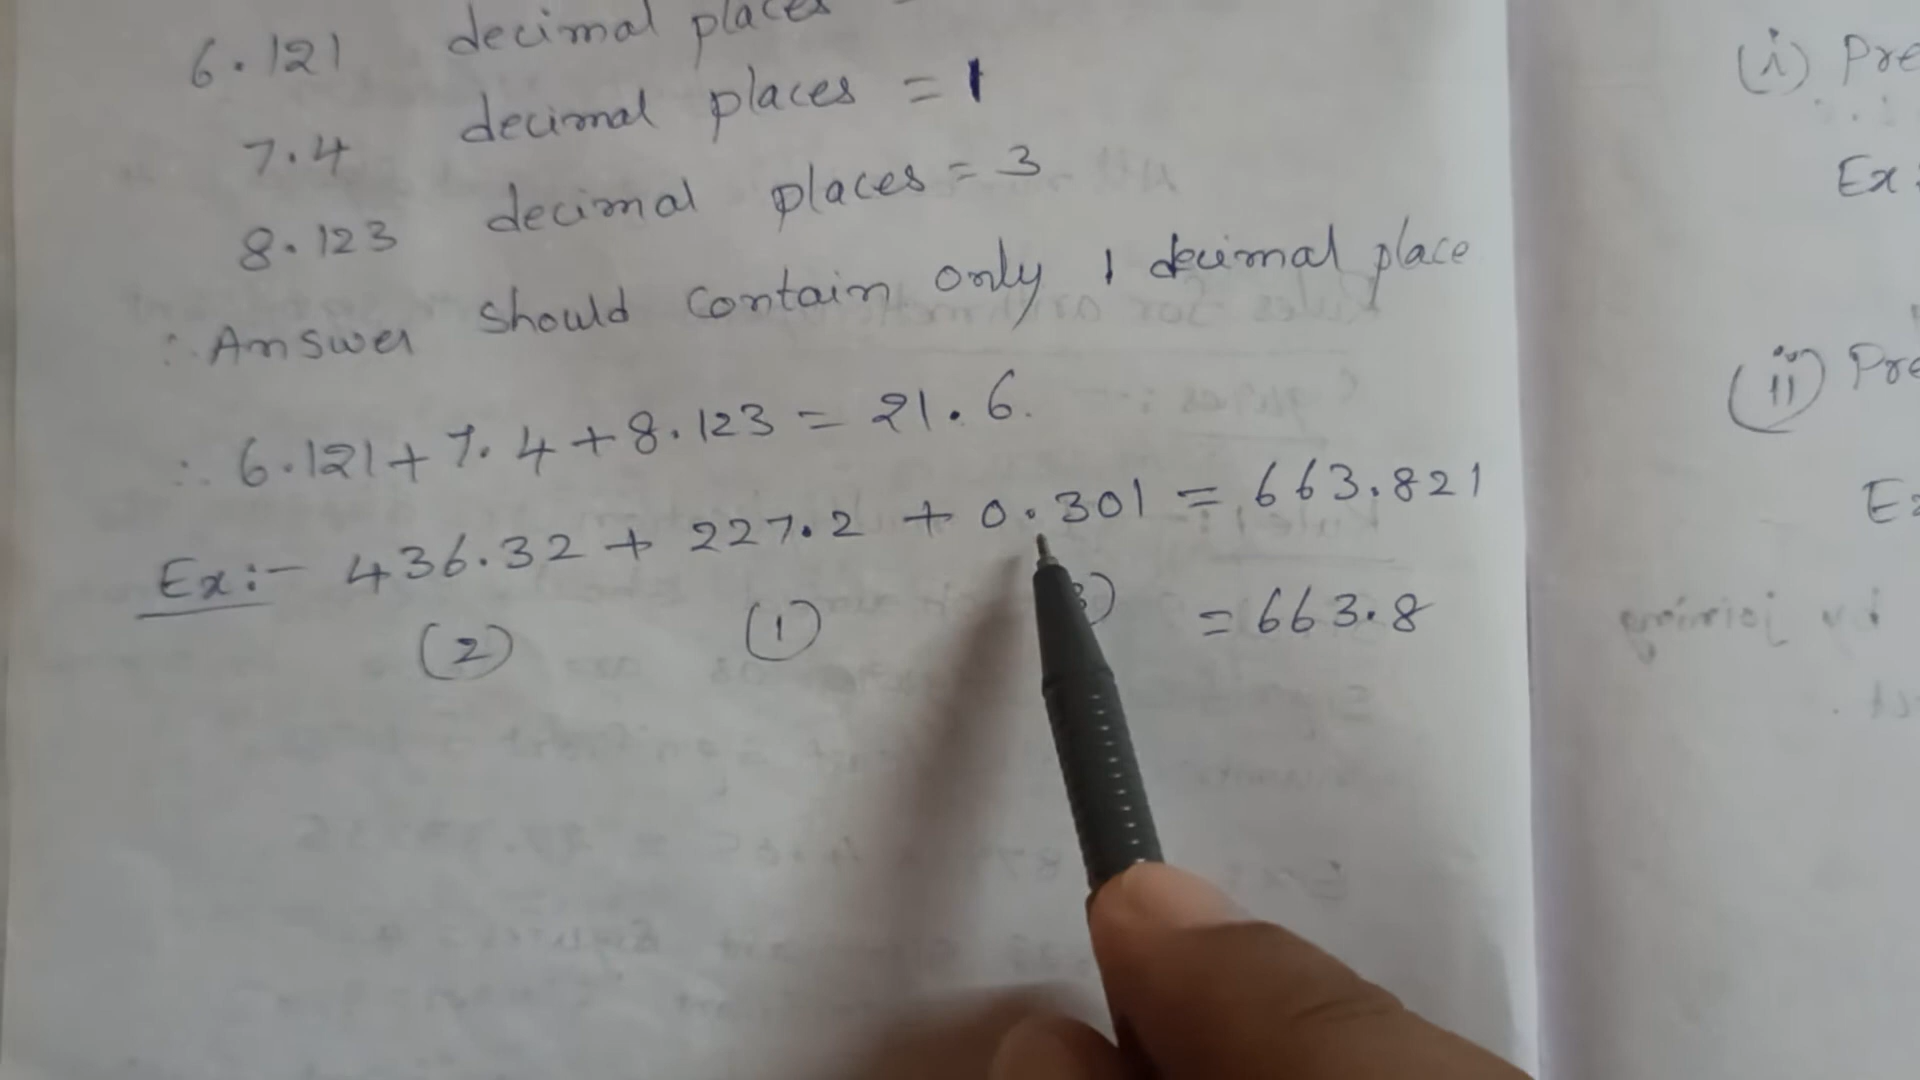 6.121 decimal places
7.4 decimal places = 1
8.123 decimal places = 3
∴ Answer should contain only 1 decimal place
∴ 6.121 + 7.4 + 8.123 = 21.6.
Ex:- 436.32 + 227.2 + 0.301 = 663.821
(2) (1) 3) = 663.8
(i) Pre
Ex:
(ii) Pre